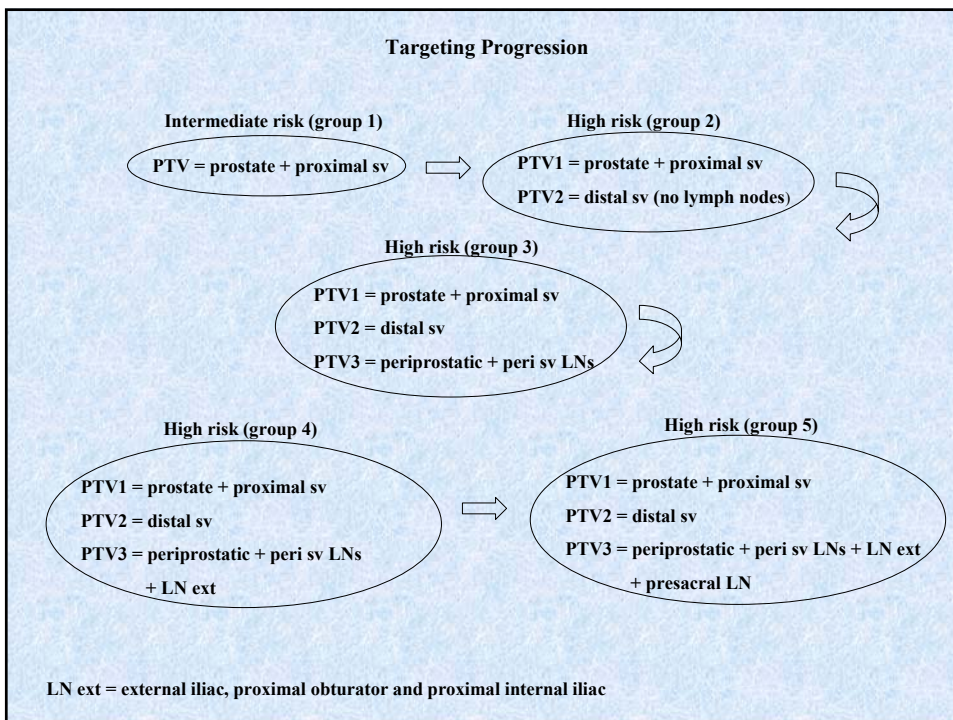 Targeting Progression
Intermediate risk (group 1)
PTV = prostate + proximal sv
High risk (group 2)
PTV1 = prostate + proximal sv
PTV2 = distal sv (no lymph nodes)
High risk (group 3)
PTV1 = prostate + proximal sv
PTV2 = distal sv
PTV3 = periprostatic + peri sv LNs
High risk (group 4)
PTV1 = prostate + proximal sv
PTV2 = distal sv
PTV3 = periprostatic + peri sv LNs
+ LN ext
High risk (group 5)
PTV1 = prostate + proximal sv
PTV2 = distal sv
PTV3 = periprostatic + peri sv LNs + LN ext
+ presacral LN
LN ext = external iliac, proximal obturator and proximal internal iliac